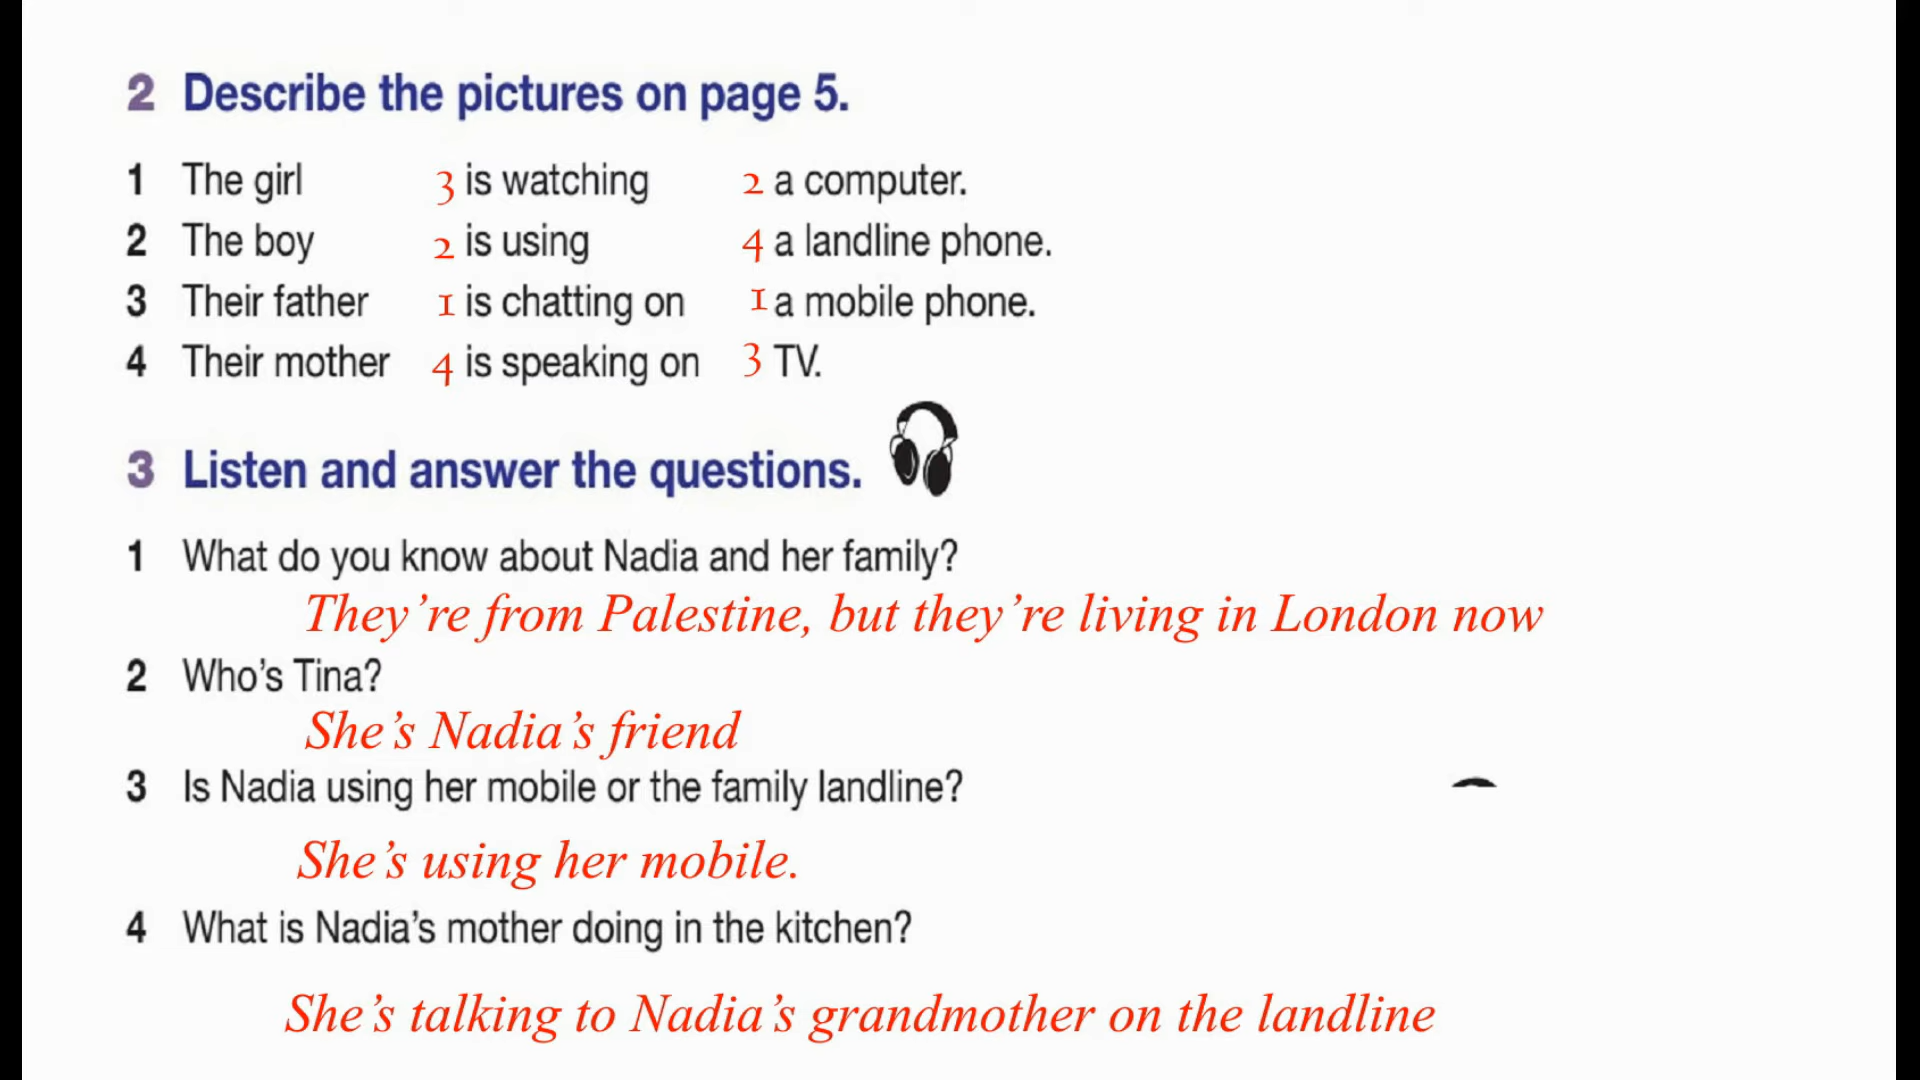 2 Describe the pictures on page 5.
1 The girl 3 is watching 2 a computer.
2 The boy 2 is using 4 a landline phone.
3 Their father 1 is chatting on 1 a mobile phone.
4 Their mother 4 is speaking on 3 TV.
3 Listen and answer the questions.
1 What do you know about Nadia and her family?
They're from Palestine, but they're living in London now
2 Who's Tina?
She's Nadia's friend
3 Is Nadia using her mobile or the family landline?
She's using her mobile.
4 What is Nadia's mother doing in the kitchen?
She's talking to Nadia's grandmother on the landline